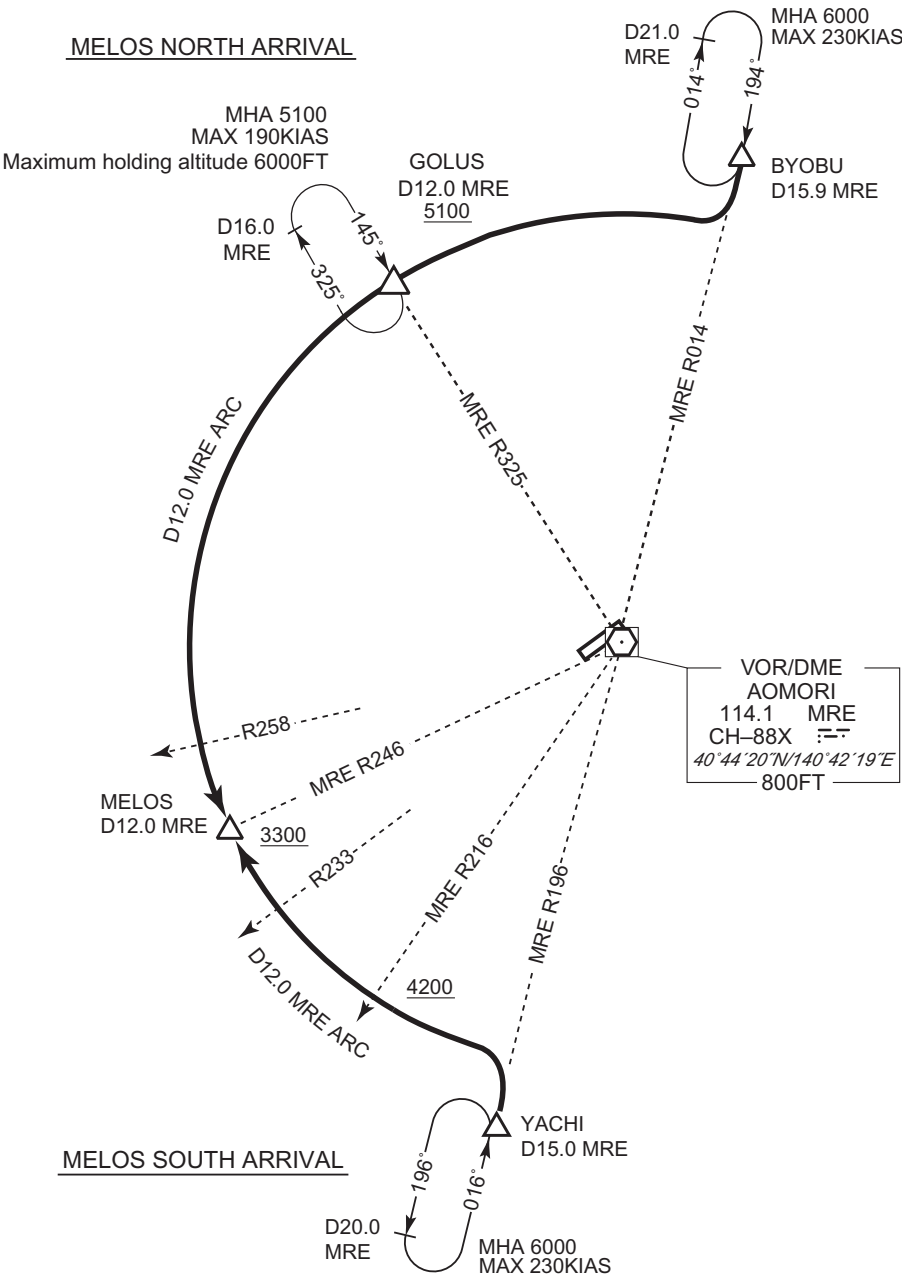 MELOS NORTH ARRIVAL
D21.0
MRE
MHA 6000
MAX 230KIAS
014°
194°
MHA 5100
MAX 190KIAS
Maximum holding altitude 6000FT
GOLUS
D12.0 MRE
5100
BYOBU
D15.9 MRE
D16.0
MRE
145°
325°
MRE R014
MRE R325
D12.0 MRE ARC
VOR/DME
AOMORI
114.1 MRE
CH–88X
40°44'20"N/140°42'19"E
800FT
R258
MRE R246
MELOS
D12.0 MRE
3300
R233
MRE R216
MRE R196
D12.0 MRE ARC
4200
YACHI
D15.0 MRE
MELOS SOUTH ARRIVAL
196°
016°
D20.0
MRE
MHA 6000
MAX 230KIAS